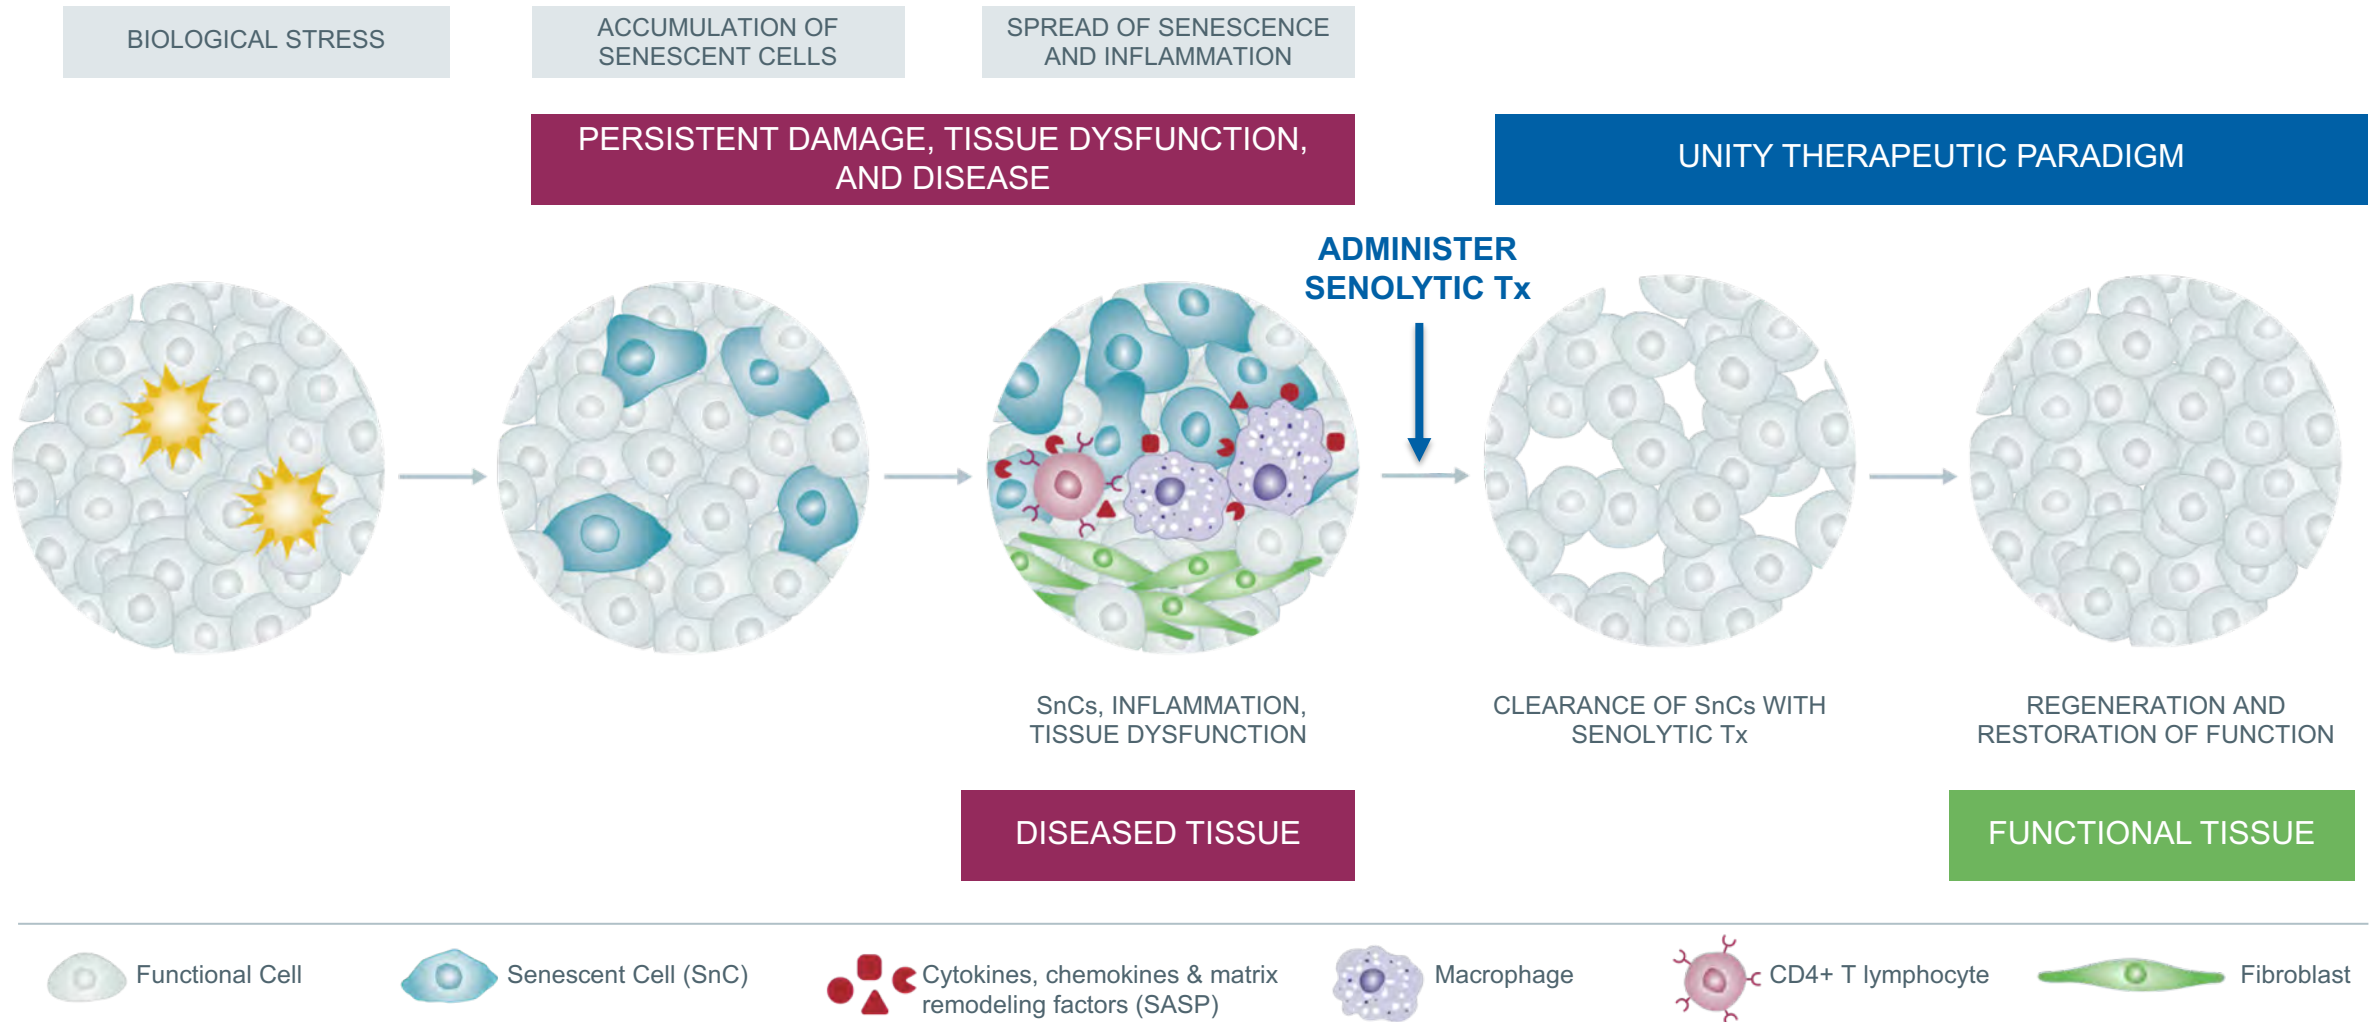 BIOLOGICAL STRESS
ACCUMULATION OF
SENESCENT CELLS
SPREAD OF SENESCENCE
AND INFLAMMATION
PERSISTENT DAMAGE, TISSUE DYSFUNCTION,
AND DISEASE
UNITY THERAPEUTIC PARADIGM
ADMINISTER
SENOLYTIC Tx
SnCs, INFLAMMATION,
TISSUE DYSFUNCTION
CLEARANCE OF SnCs WITH
SENOLYTIC Tx
REGENERATION AND
RESTORATION OF FUNCTION
DISEASED TISSUE
FUNCTIONAL TISSUE
Functional Cell
Senescent Cell (SnC)
Cytokines, chemokines & matrix
remodeling factors (SASP)
Macrophage
CD4+ T lymphocyte
Fibroblast